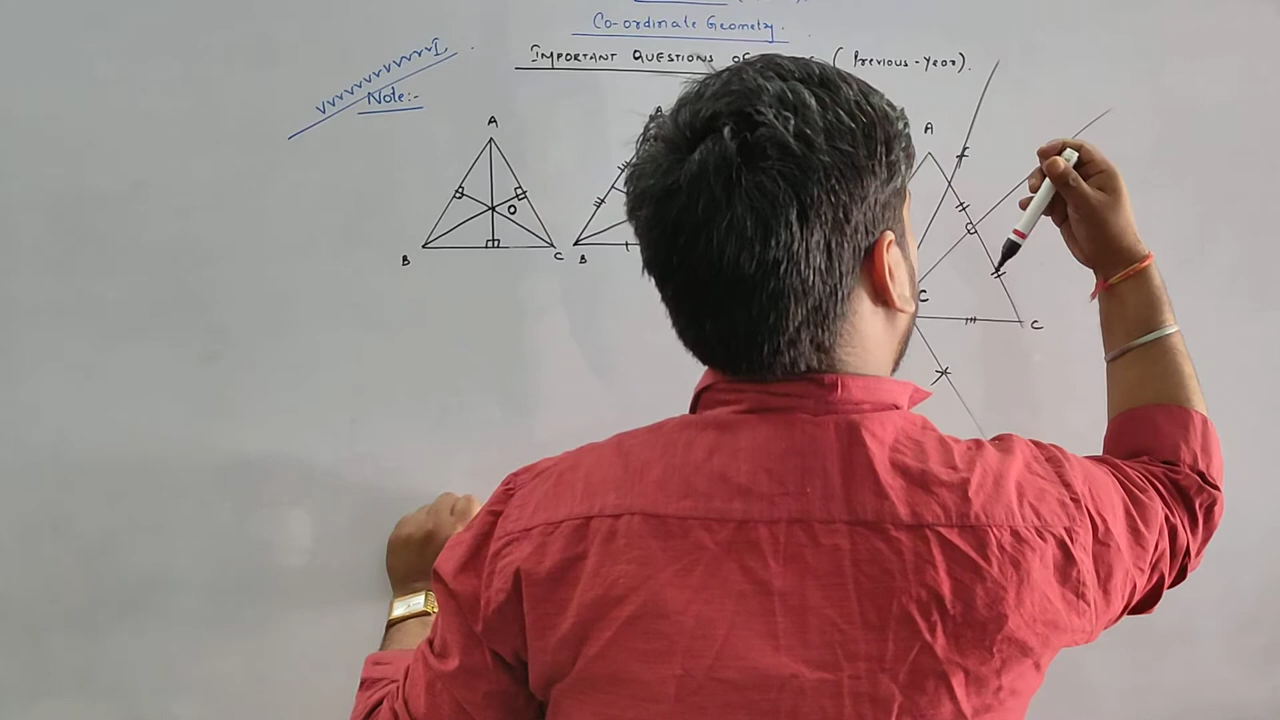 Co-ordinate Geometry.
IMPORTANT QUESTIONS (Previous-Year).
Note:-
A
A
A
O
B
C
B
C
C